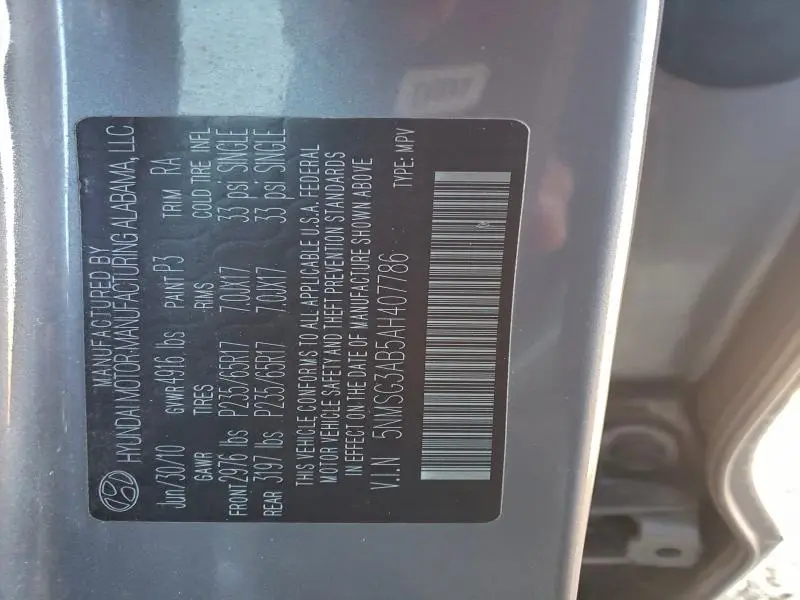 MANUFACTURED BY
HYUNDAI MOTOR MANUFACTURING ALABAMA, LLC.
Jun/30/10 GVWR 4916 lbs PAINT P3 TRIM RA
GAWR TIRES RIMS COLD TIRE INFL
FRONT 2976 lbs P235/65R17 7.0JX17 33 psi; SINGLE
REAR 3197 lbs P235/65R17 7.0JX17 33 psi; SINGLE
THIS VEHICLE CONFORMS TO ALL APPLICABLE U.S.A. FEDERAL
MOTOR VEHICLE SAFETY AND THEFT PREVENTION STANDARDS
IN EFFECT ON THE DATE OF MANUFACTURE SHOWN ABOVE
V.I.N 5NMSG3AB5AH407786 TYPE: MPV